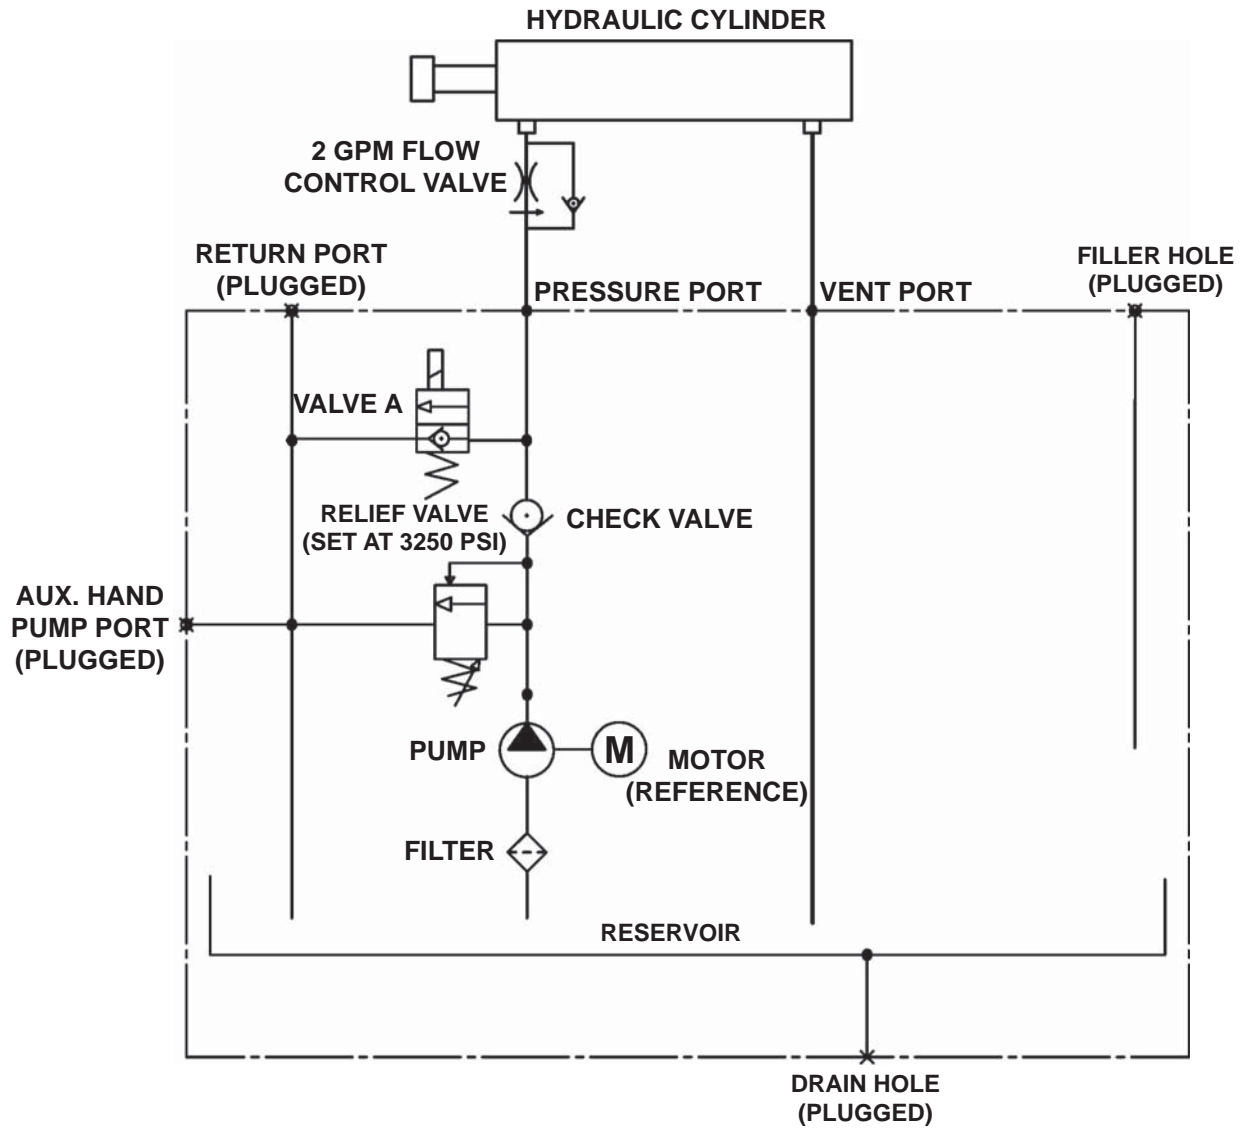 HYDRAULIC CYLINDER
2 GPM FLOW
CONTROL VALVE
RETURN PORT
(PLUGGED)
PRESSURE PORT
VENT PORT
FILLER HOLE
(PLUGGED)
VALVE A
RELIEF VALVE
(SET AT 3250 PSI)
CHECK VALVE
AUX. HAND
PUMP PORT
(PLUGGED)
PUMP
M
MOTOR
(REFERENCE)
FILTER
RESERVOIR
DRAIN HOLE
(PLUGGED)